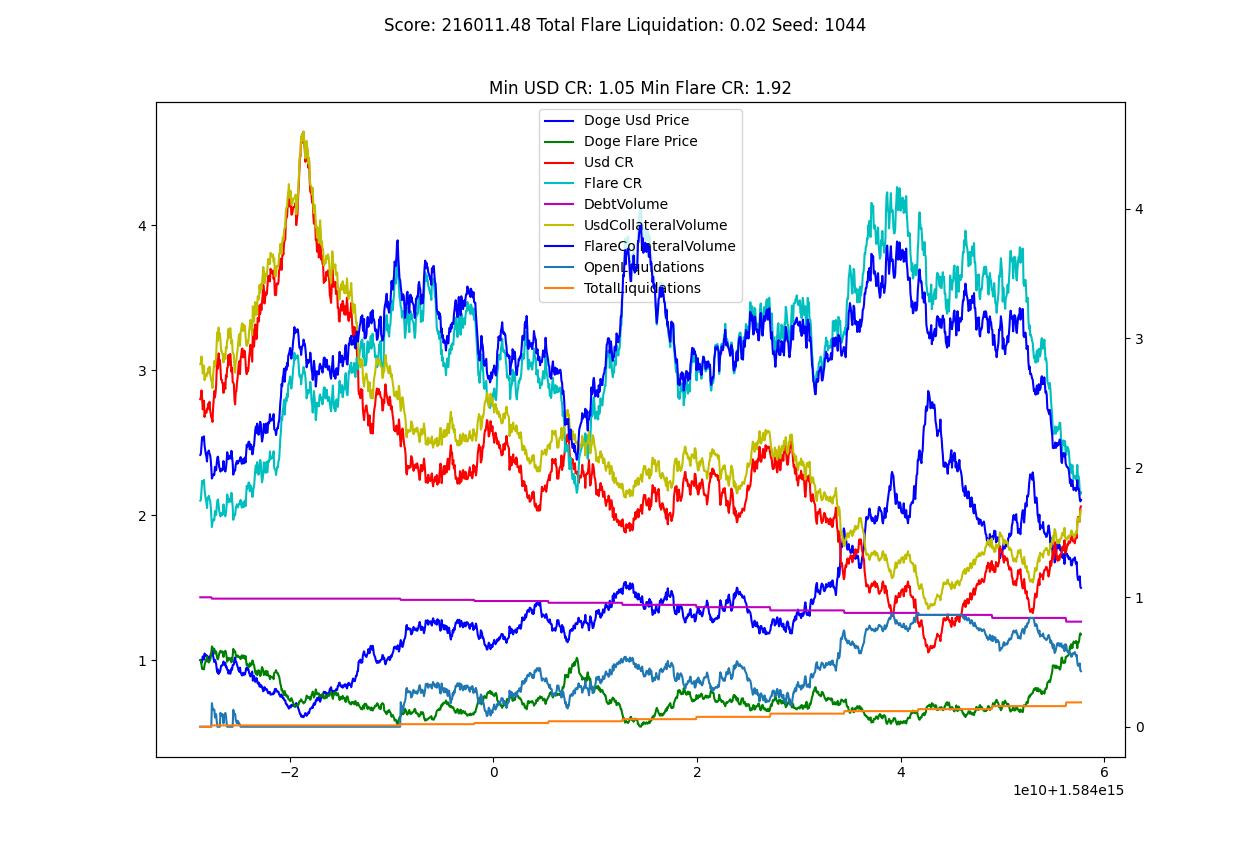 Score: 216011.48 Total Flare Liquidation: 0.02 Seed: 1044
Min USD CR: 1.05 Min Flare CR: 1.92
Doge Usd Price
Doge Flare Price
Usd CR
Flare CR
DebtVolume
UsdCollateralVolume
FlareCollateralVolume
OpenLiquidations
TotalLiquidations
4
3
2
1
4
3
2
1
0
−2
0
2
4
6
1e10+1.584e15